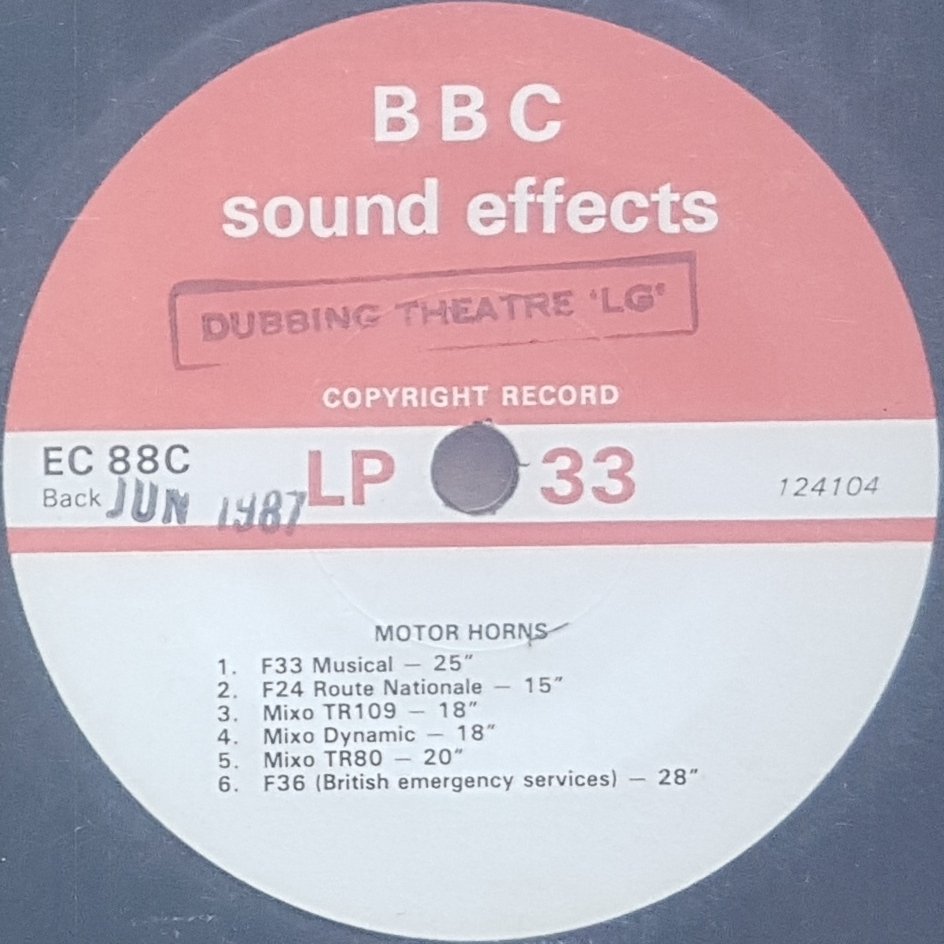 BBC
sound effects
DUBBING THEATRE 'LG'
COPYRIGHT RECORD
EC 88C
LP 33
124104
Back JUN 1987
MOTOR HORNS
1. F33 Musical — 25″
2. F24 Route Nationale — 15″
3. Mixo TR109 — 18″
4. Mixo Dynamic — 18″
5. Mixo TR80 — 20″
6. F36 (British emergency services) — 28″